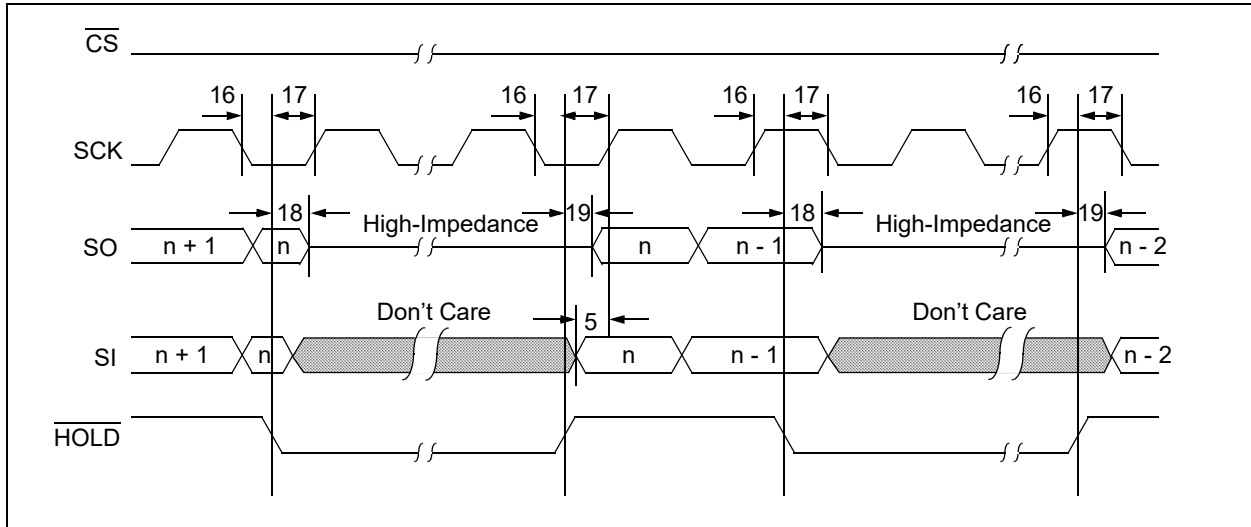 CS
16 17 16 17 16 17 16 17
SCK
18 High-Impedance 19 18 High-Impedance 19
SO n + 1 n n n - 1 n - 2
Don't Care 5 Don't Care
SI n + 1 n n n - 1 n - 2
HOLD